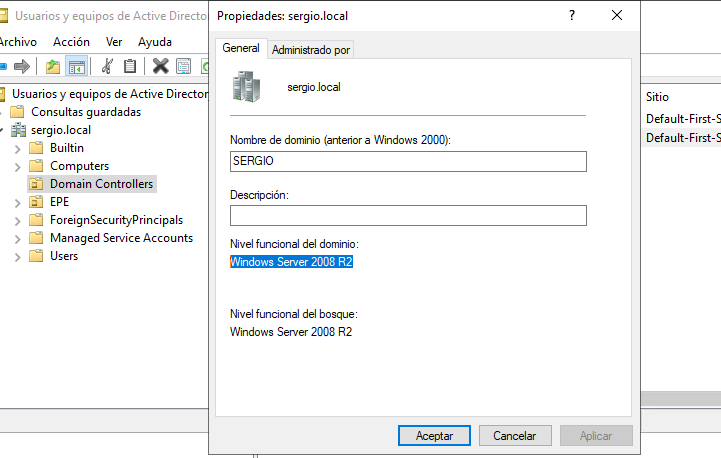 Usuarios y equipos de Active Director
Archivo Acción Ver Ayuda
Usuarios y equipos de Active Director
Consultas guardadas
sergio.local
Builtin
Computers
Domain Controllers
EPE
ForeignSecurityPrincipals
Managed Service Accounts
Users
Propiedades: sergio.local
?
General Administrado por
sergio.local
Nombre de dominio (anterior a Windows 2000):
SERGIO
Descripción:
Nivel funcional del dominio:
Windows Server 2008 R2
Nivel funcional del bosque:
Windows Server 2008 R2
Aceptar Cancelar Aplicar
Sitio
Default-First-S
Default-First-S